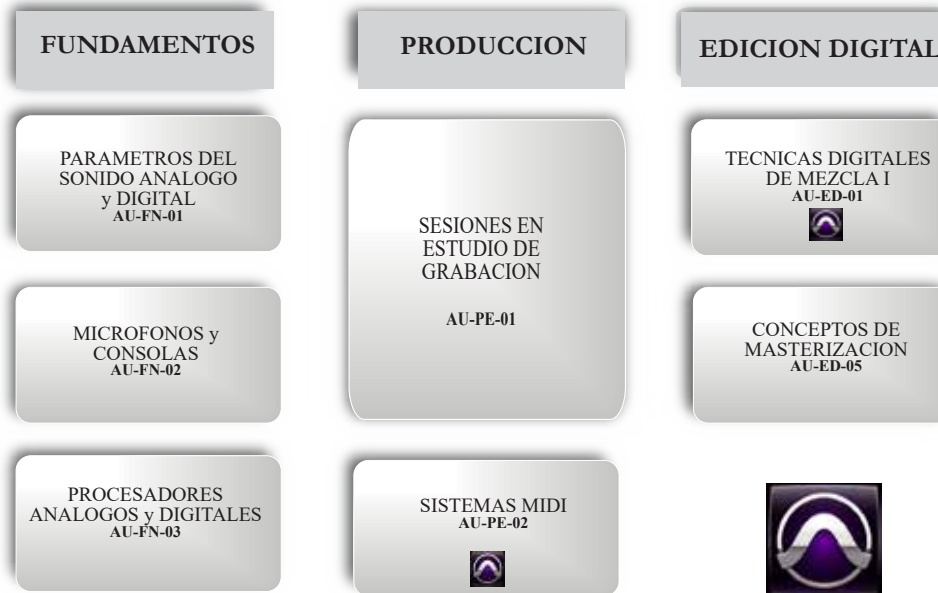 FUNDAMENTOS
PARAMETROS DEL
SONIDO ANALOGO
y DIGITAL
AU-FN-01
MICROFONOS y
CONSOLAS
AU-FN-02
PROCESADORES
ANALOGOS y DIGITALES
AU-FN-03
PRODUCCION
SESIONES EN
ESTUDIO DE
GRABACION
AU-PE-01
SISTEMAS MIDI
AU-PE-02
EDICION DIGITAL
TECNICAS DIGITALES
DE MEZCLA I
AU-ED-01
CONCEPTOS DE
MASTERIZACION
AU-ED-05